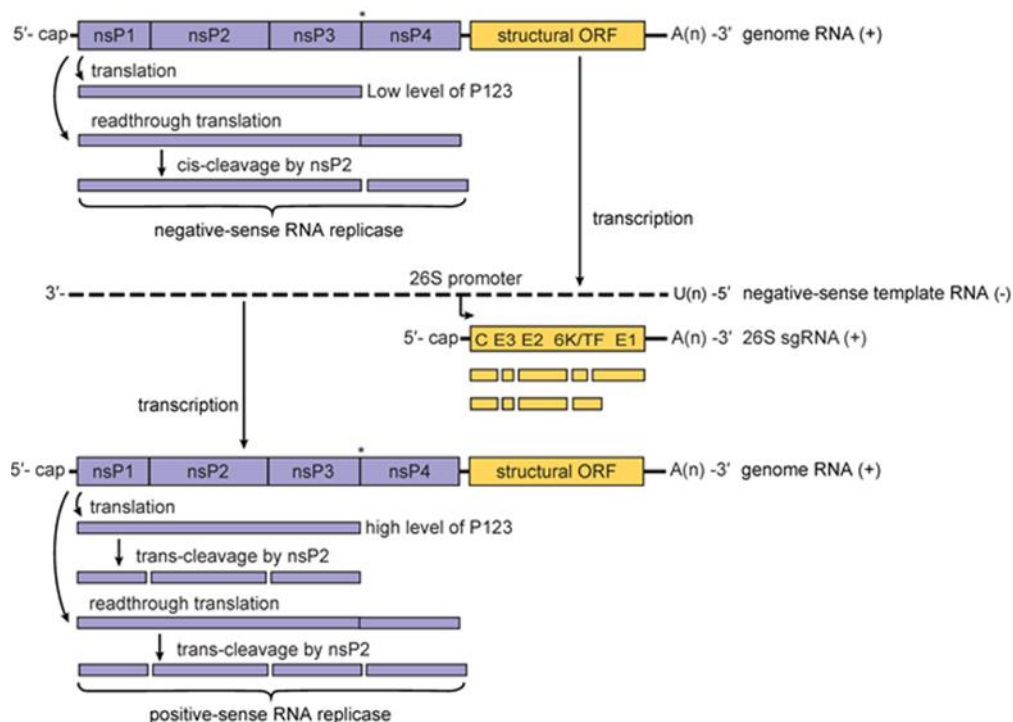 *
5′- cap nsP1 nsP2 nsP3 nsP4 structural ORF A(n) -3′ genome RNA (+)
translation
Low level of P123
readthrough translation
cis-cleavage by nsP2
negative-sense RNA replicase
transcription
26S promoter
3′- U(n) -5′ negative-sense template RNA (-)
5′- cap C E3 E2 6K/TF E1 A(n) -3′ 26S sgRNA (+)
transcription
*
5′- cap nsP1 nsP2 nsP3 nsP4 structural ORF A(n) -3′ genome RNA (+)
translation
high level of P123
trans-cleavage by nsP2
readthrough translation
trans-cleavage by nsP2
positive-sense RNA replicase